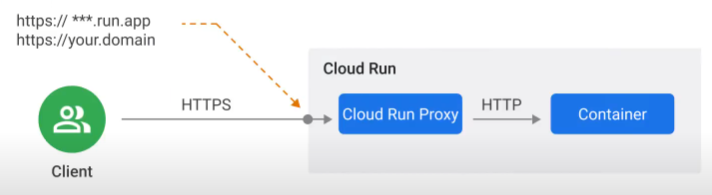 https:// ***.run.app
https://your.domain
Cloud Run
HTTPS
Cloud Run Proxy
HTTP
Container
Client